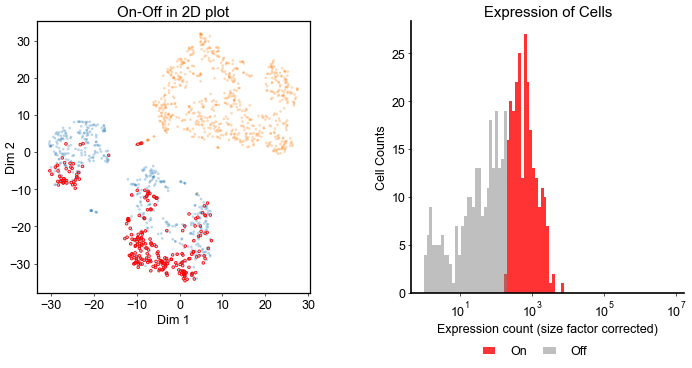 On-Off in 2D plot
Expression of Cells
30
20
10
0
−10
−20
−30
Dim 2
−30 −20 −10 0 10 20 30
Dim 1
25
20
15
10
5
0
Cell Counts
10^1 10^3 10^5 10^7
Expression count (size factor corrected)
On Off